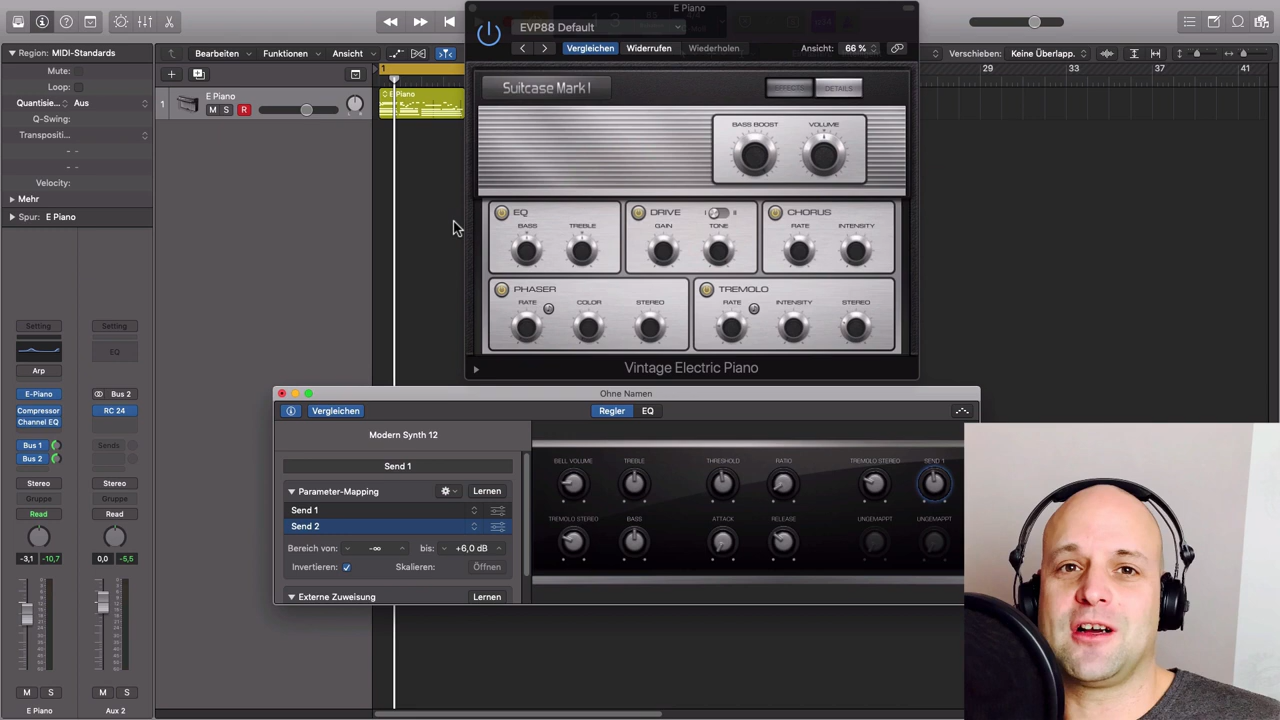 E Piano
EVP88 Default
Vergleichen Widerrufen Wiederholen Ansicht: 66 %
Region: MIDI-Standards
Mute:
Loop:
Quantisie... Aus
Q-Swing:
Transpositi...
Velocity:
Mehr
Spur: E Piano
Bearbeiten Funktionen Ansicht
Verschieben: Keine Überlapp.
1
29 33 37 41
1 E Piano
M S R
L R
E Piano
Suitcase Mark I
EFFECTS DETAILS
BASS BOOST VOLUME
EQ
BASS TREBLE
DRIVE I II
GAIN TONE
CHORUS
RATE INTENSITY
PHASER
RATE COLOR STEREO
TREMOLO
RATE INTENSITY STEREO
Vintage Electric Piano
Setting Setting
EQ
Arp
E-Piano Bus 2
Compressor RC 24
Channel EQ
Bus 1 Sends
Bus 2
Stereo Stereo
Gruppe Gruppe
Read Read
-3,1 -10,7 0,0 -5,5
M S M S
E Piano Aux 2
Ohne Namen
Vergleichen Regler EQ
Modern Synth 12
Send 1
Parameter-Mapping Lernen
Send 1
Send 2
Bereich von: -∞ bis: +6,0 dB
Invertieren: Skalieren: Öffnen
Externe Zuweisung Lernen
BELL VOLUME TREBLE THRESHOLD RATIO TREMOLO STEREO SEND 1
TREMOLO STEREO BASS ATTACK RELEASE UNGEMAPPT UNGEMAPPT